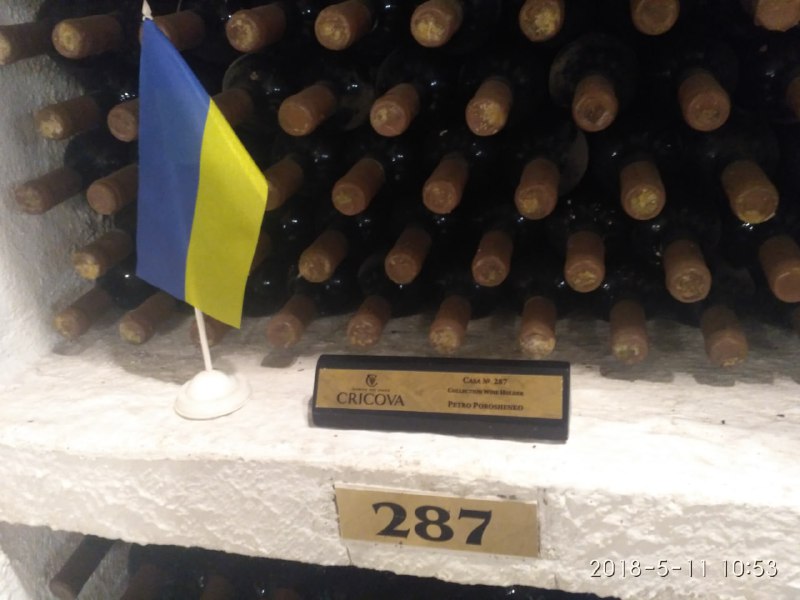 CRICOVA
CASA № 287
COLLECTION WINE HOLDER
PETRO POROSHENKO
287
2018-5-11 10:53